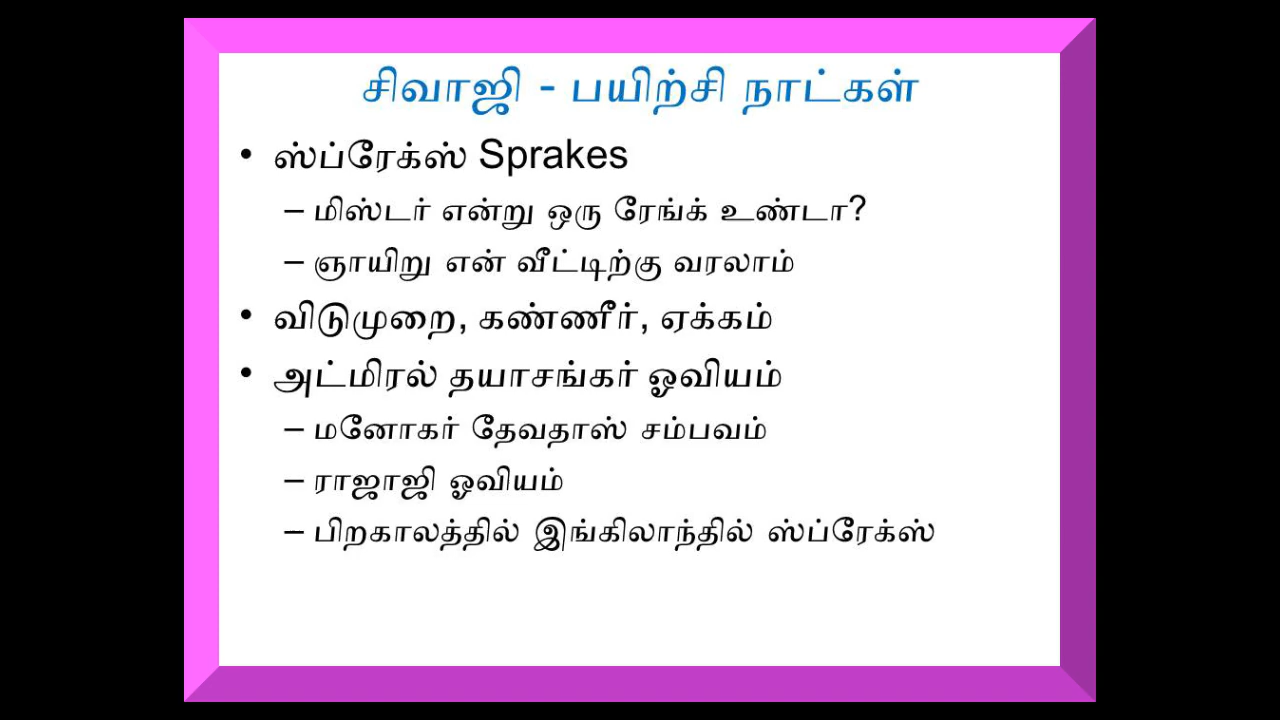 சிவாஜி - பயிற்சி நாட்கள்
• ஸ்ப்ரேக்ஸ் Sprakes
– மிஸ்டர் என்று ஒரு ரேங்க் உண்டா?
– ஞாயிறு என் வீட்டிற்கு வரலாம்
• விடுமுறை, கண்ணீர், ஏக்கம்
• அட்மிரல் தயாசங்கர் ஓவியம்
– மனோகர் தேவதாஸ் சம்பவம்
– ராஜாஜி ஓவியம்
– பிறகாலத்தில் இங்கிலாந்தில் ஸ்ப்ரேக்ஸ்